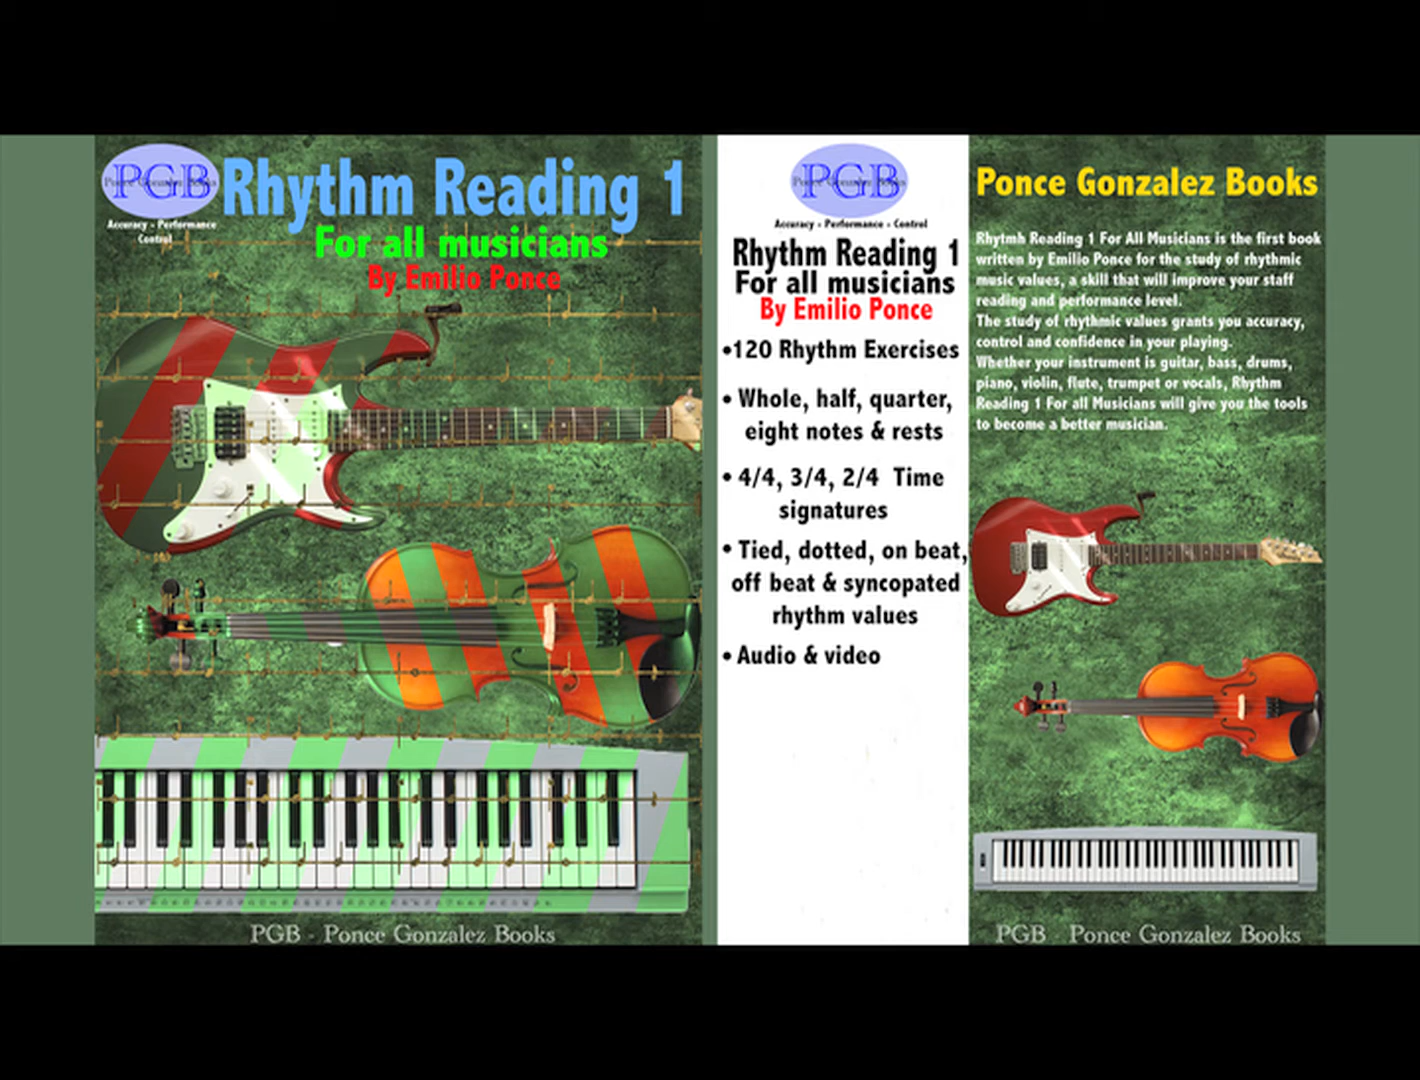 PGB
Ponce Gonzalez Books
Accuracy - Performance
Control
Rhythm Reading 1
For all musicians
By Emilio Ponce
PGB - Ponce Gonzalez Books
PGB
Ponce Gonzalez Books
Accuracy - Performance - Control
Rhythm Reading 1
For all musicians
By Emilio Ponce
•120 Rhythm Exercises
• Whole, half, quarter,
eight notes & rests
• 4/4, 3/4, 2/4 Time
signatures
• Tied, dotted, on beat,
off beat & syncopated
rhythm values
• Audio & video
Ponce Gonzalez Books
Rhytmh Reading 1 For All Musicians is the first book
written by Emilio Ponce for the study of rhythmic
music values, a skill that will improve your staff
reading and performance level.
The study of rhythmic values grants you accuracy,
control and confidence in your playing.
Whether your instrument is guitar, bass, drums,
piano, violin, flute, trumpet or vocals, Rhythm
Reading 1 For all Musicians will give you the tools
to become a better musician.
PGB - Ponce Gonzalez Books